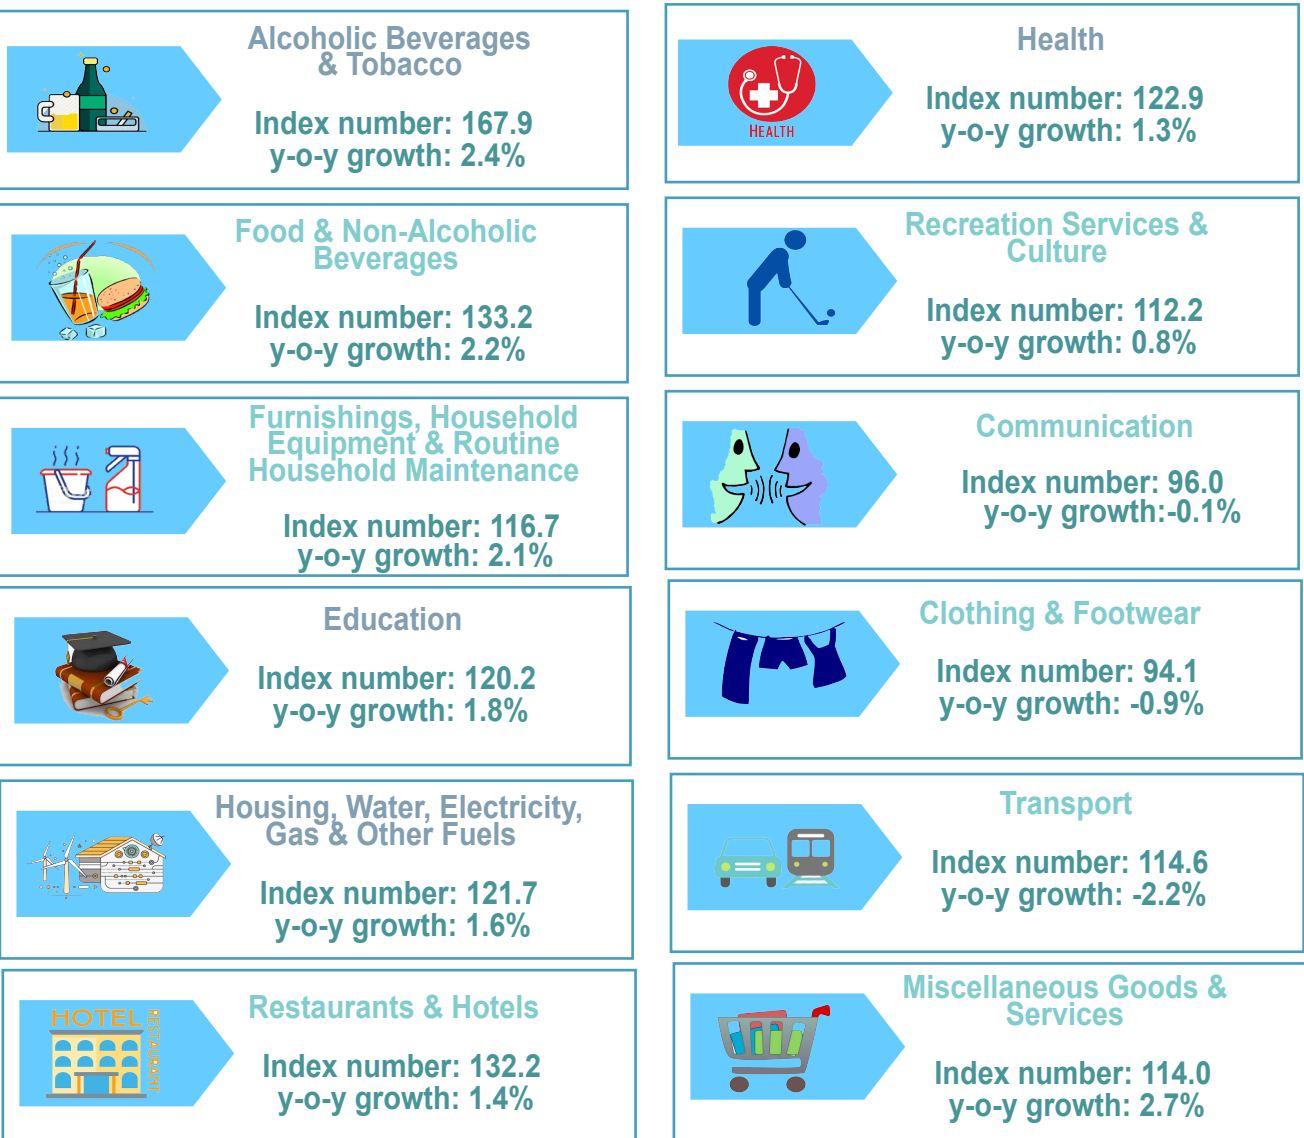 Alcoholic Beverages
& Tobacco
Index number: 167.9
y-o-y growth: 2.4%
Food & Non-Alcoholic
Beverages
Index number: 133.2
y-o-y growth: 2.2%
Furnishings, Household
Equipment & Routine
Household Maintenance
Index number: 116.7
y-o-y growth: 2.1%
Education
Index number: 120.2
y-o-y growth: 1.8%
Housing, Water, Electricity,
Gas & Other Fuels
Index number: 121.7
y-o-y growth: 1.6%
HOTEL
RESTAURANT
Restaurants & Hotels
Index number: 132.2
y-o-y growth: 1.4%
HEALTH
Health
Index number: 122.9
y-o-y growth: 1.3%
Recreation Services &
Culture
Index number: 112.2
y-o-y growth: 0.8%
Communication
Index number: 96.0
y-o-y growth:-0.1%
Clothing & Footwear
Index number: 94.1
y-o-y growth: -0.9%
Transport
Index number: 114.6
y-o-y growth: -2.2%
Miscellaneous Goods &
Services
Index number: 114.0
y-o-y growth: 2.7%